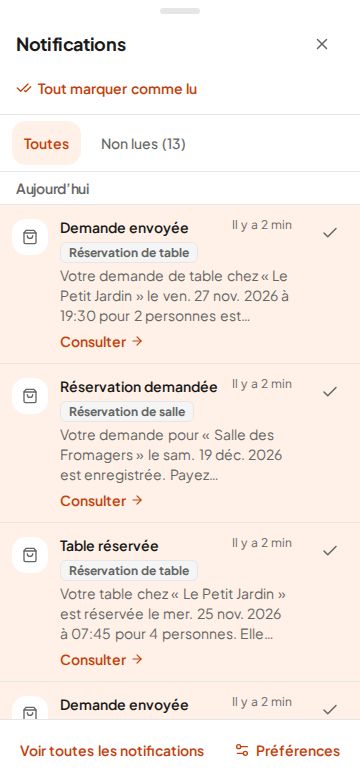 Notifications
Tout marquer comme lu
Toutes
Non lues (13)
Aujourd'hui
Demande envoyée
Il y a 2 min
Réservation de table
Votre demande de table chez « Le
Petit Jardin » le ven. 27 nov. 2026 à
19:30 pour 2 personnes est…
Consulter →
Réservation demandée
Il y a 2 min
Réservation de salle
Votre demande pour « Salle des
Fromagers » le sam. 19 déc. 2026
est enregistrée. Payez…
Consulter →
Table réservée
Il y a 2 min
Réservation de table
Votre table chez « Le Petit Jardin »
est réservée le mer. 25 nov. 2026
à 07:45 pour 4 personnes. Elle…
Consulter →
Demande envoyée
Il y a 2 min
Voir toutes les notifications
Préférences